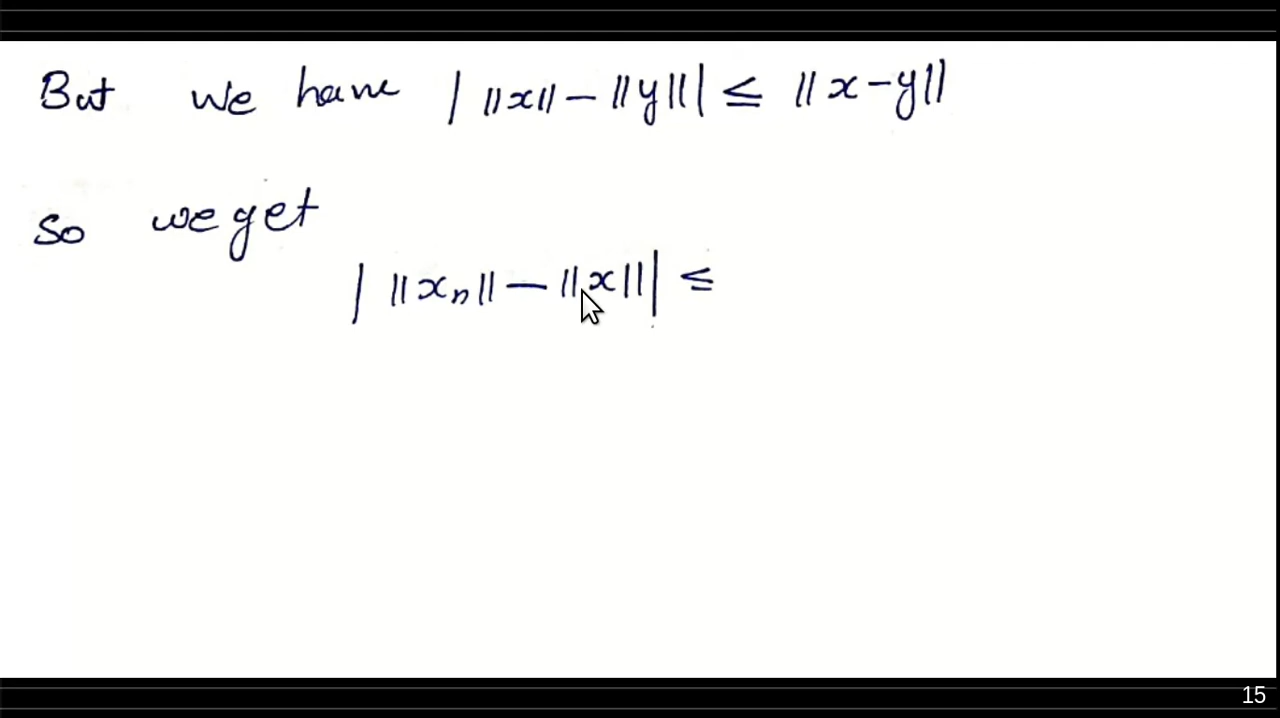 But we have | ||x|| - ||y|| | ≤ ||x-y||
So we get
| ||xₙ|| - ||x|| | ≤
15